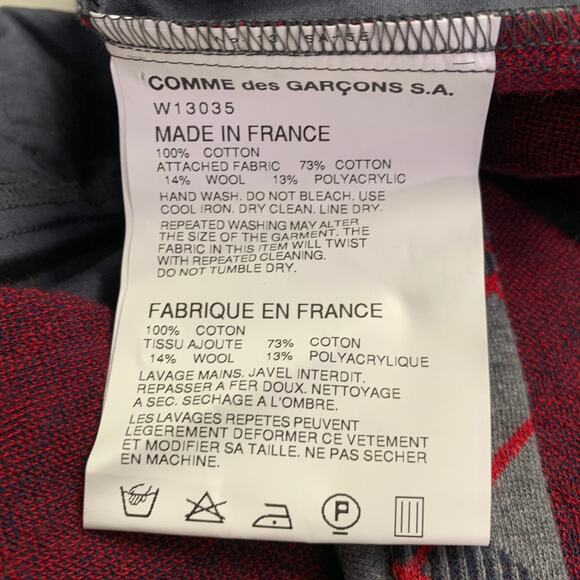 COMME des GARÇONS S.A.
W13035
MADE IN FRANCE
100% COTTON
ATTACHED FABRIC 73% COTTON
14% WOOL 13% POLYACRYLIC
HAND WASH. DO NOT BLEACH. USE
COOL IRON. DRY CLEAN. LINE DRY.
REPEATED WASHING MAY ALTER
THE SIZE OF THE GARMENT. THE
FABRIC IN THIS ITEM WILL TWIST
WITH REPEATED CLEANING.
DO NOT TUMBLE DRY.
FABRIQUE EN FRANCE
100% COTON
TISSU AJOUTE 73% COTON
14% WOOL 13% POLYACRYLIQUE
LAVAGE MAINS. JAVEL INTERDIT.
REPASSER A FER DOUX. NETTOYAGE
A SEC. SECHAGE A L'OMBRE.
LES LAVAGES REPETES PEUVENT
LEGEREMENT DEFORMER CE VETEMENT
ET MODIFIER SA TAILLE. NE PAS SECHER
EN MACHINE.
P